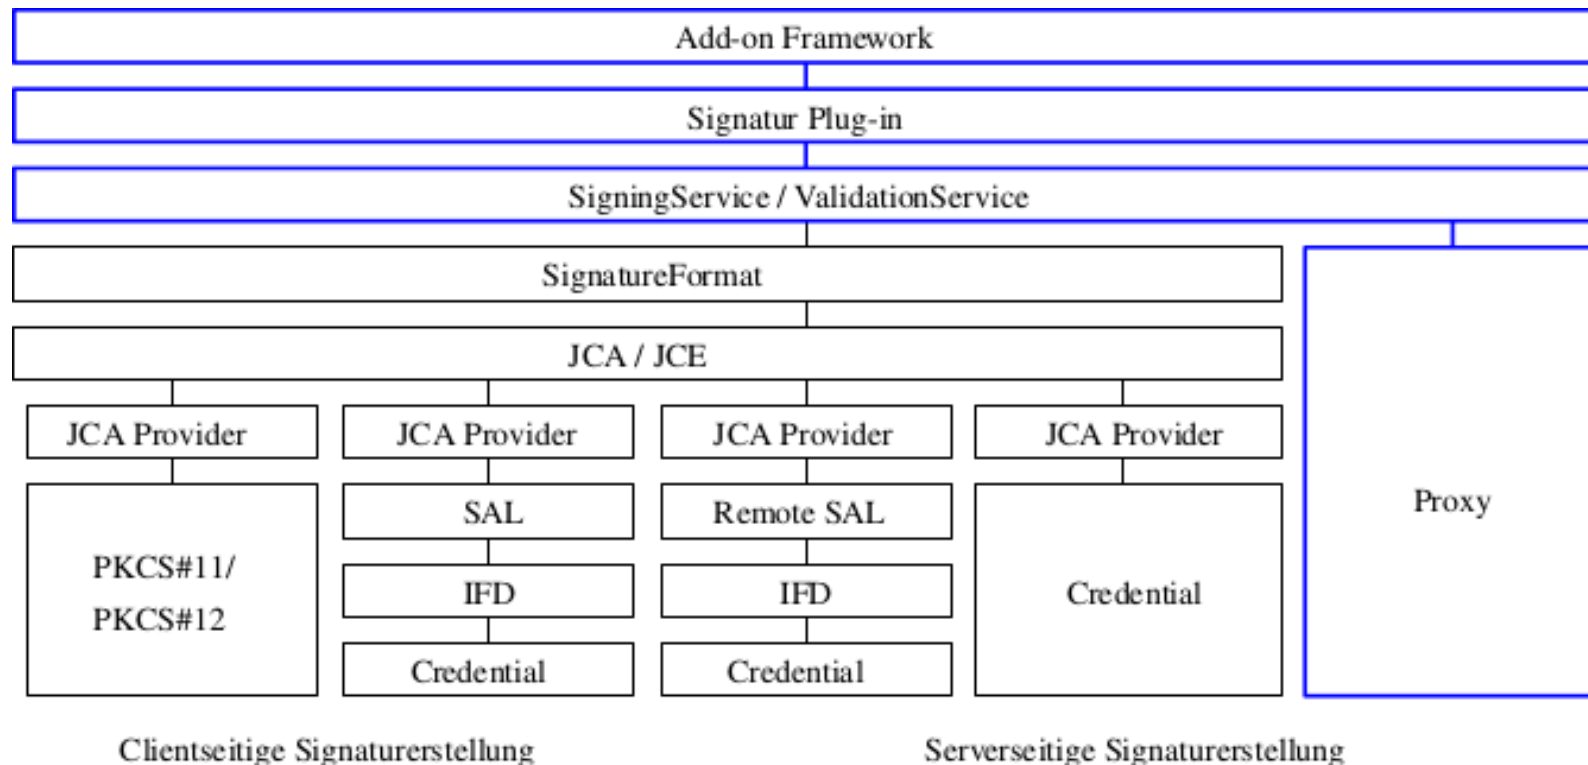 Add-on Framework
Signatur Plug-in
SigningService / ValidationService
SignatureFormat
JCA / JCE
JCA Provider
JCA Provider
JCA Provider
JCA Provider
PKCS#11/
PKCS#12
SAL
IFD
Credential
Remote SAL
IFD
Credential
Credential
Proxy
Clientseitige Signaturerstellung
Serverseitige Signaturerstellung